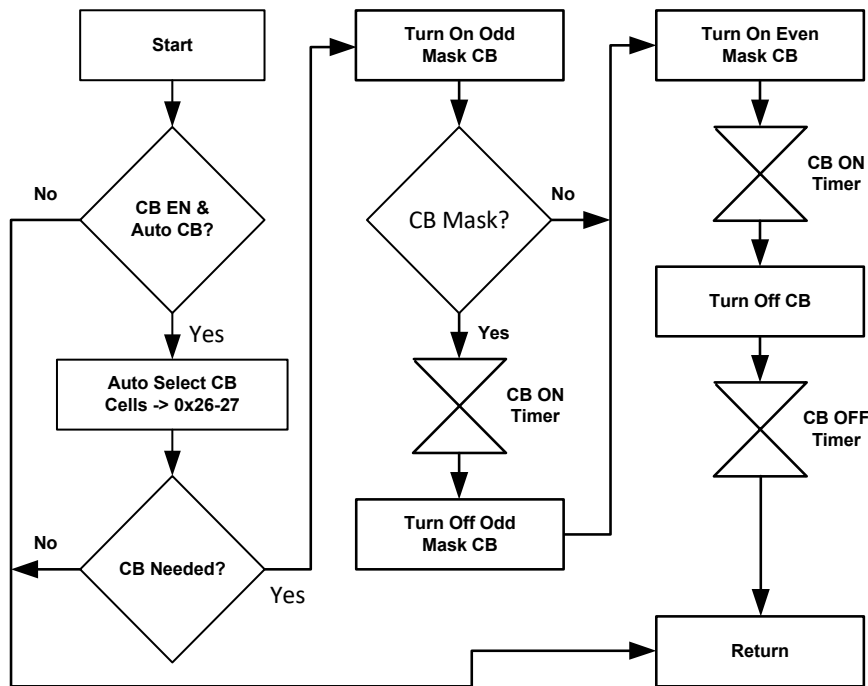 Start
No
CB EN &
Auto CB?
Yes
Auto Select CB
Cells -> 0x26-27
No
CB Needed?
Yes
Turn On Odd
Mask CB
CB Mask?
No
Yes
CB ON
Timer
Turn Off Odd
Mask CB
Turn On Even
Mask CB
CB ON
Timer
Turn Off CB
CB OFF
Timer
Return